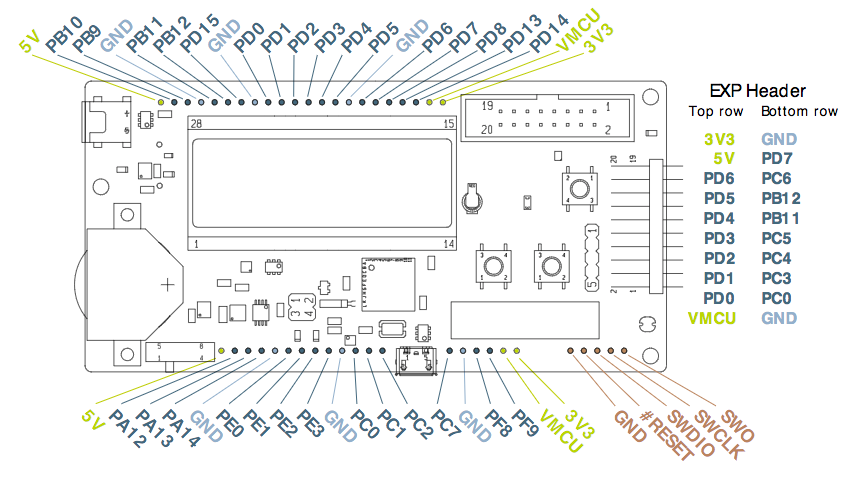 5V PB10 PB9 GND PB11 PB12 PD15 GND PD0 PD1 PD2 PD3 PD4 PD5 GND PD6 PD7 PD8 PD13 PD14 VMCU 3V3
EXP Header
Top row Bottom row
3V3 GND
5V PD7
PD6 PC6
PD5 PB12
PD4 PB11
PD3 PC5
PD2 PC4
PD1 PC3
PD0 PC0
VMCU GND
28 15
1 14
19 1
20 2
20 19
2 1
2 1
4 3
3 4
1 2
3 4
1 2
1
5
3 1
4 2
5 8
1 4
5V PA12 PA13 PA14 GND PE0 PE1 PE2 PE3 GND PC0 PC1 PC2 PC7 GND PF8 PF9 VMCU 3V3 GND #RESET SWDIO SWCLK SWO